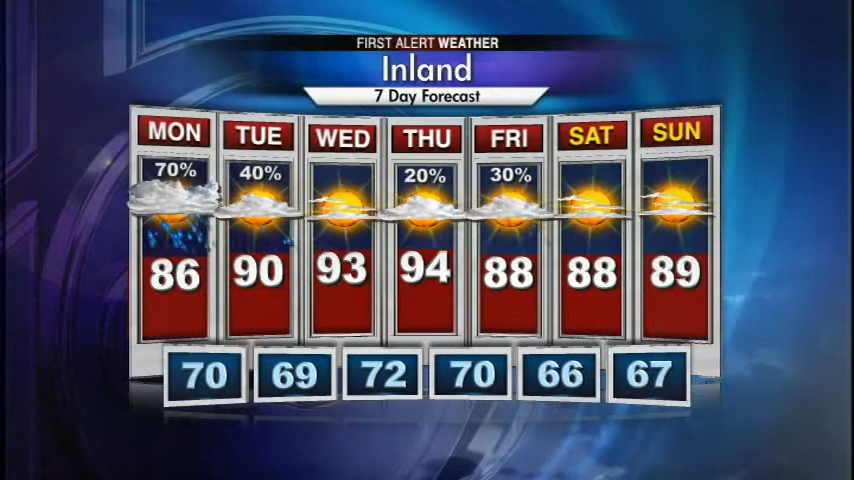 FIRST ALERT WEATHER
Inland
7 Day Forecast
MON TUE WED THU FRI SAT SUN
70% 40% 20% 30%
86 90 93 94 88 88 89
70 69 72 70 66 67